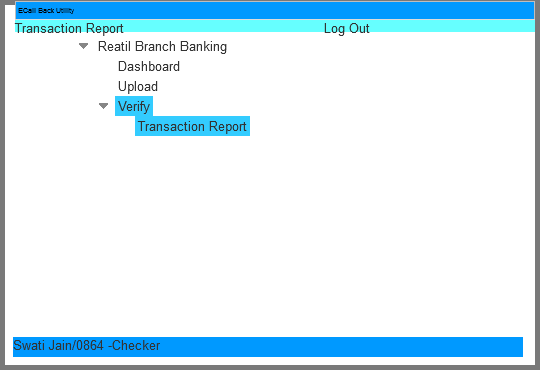 ECall Back Utility
Transaction Report Log Out
Reatil Branch Banking
Dashboard
Upload
Verify
Transaction Report
Swati Jain/0864 -Checker